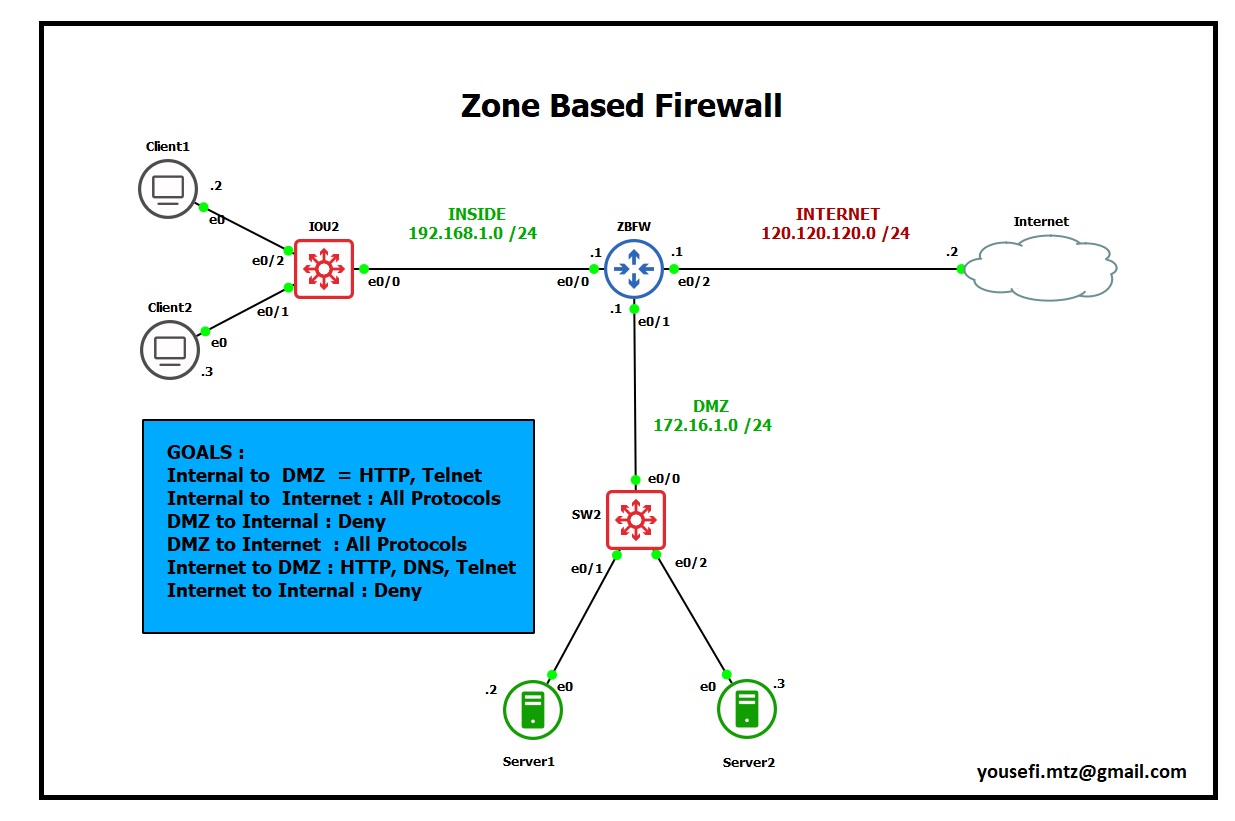 Zone Based Firewall
Client1
.2
e0
IOU2
e0/2
INSIDE
192.168.1.0 /24
e0/0
Client2
e0/1
e0
.3
ZBFW
.1
e0/0
.1
e0/2
.1
e0/1
INTERNET
120.120.120.0 /24
Internet
.2
DMZ
172.16.1.0 /24
GOALS :
Internal to  DMZ  = HTTP, Telnet
Internal to  Internet : All Protocols
DMZ to Internal : Deny
DMZ to Internet  : All Protocols
Internet to DMZ : HTTP, DNS, Telnet
Internet to Internal : Deny
e0/0
SW2
e0/1
e0/2
.2
e0
Server1
e0
.3
Server2
yousefi.mtz@gmail.com